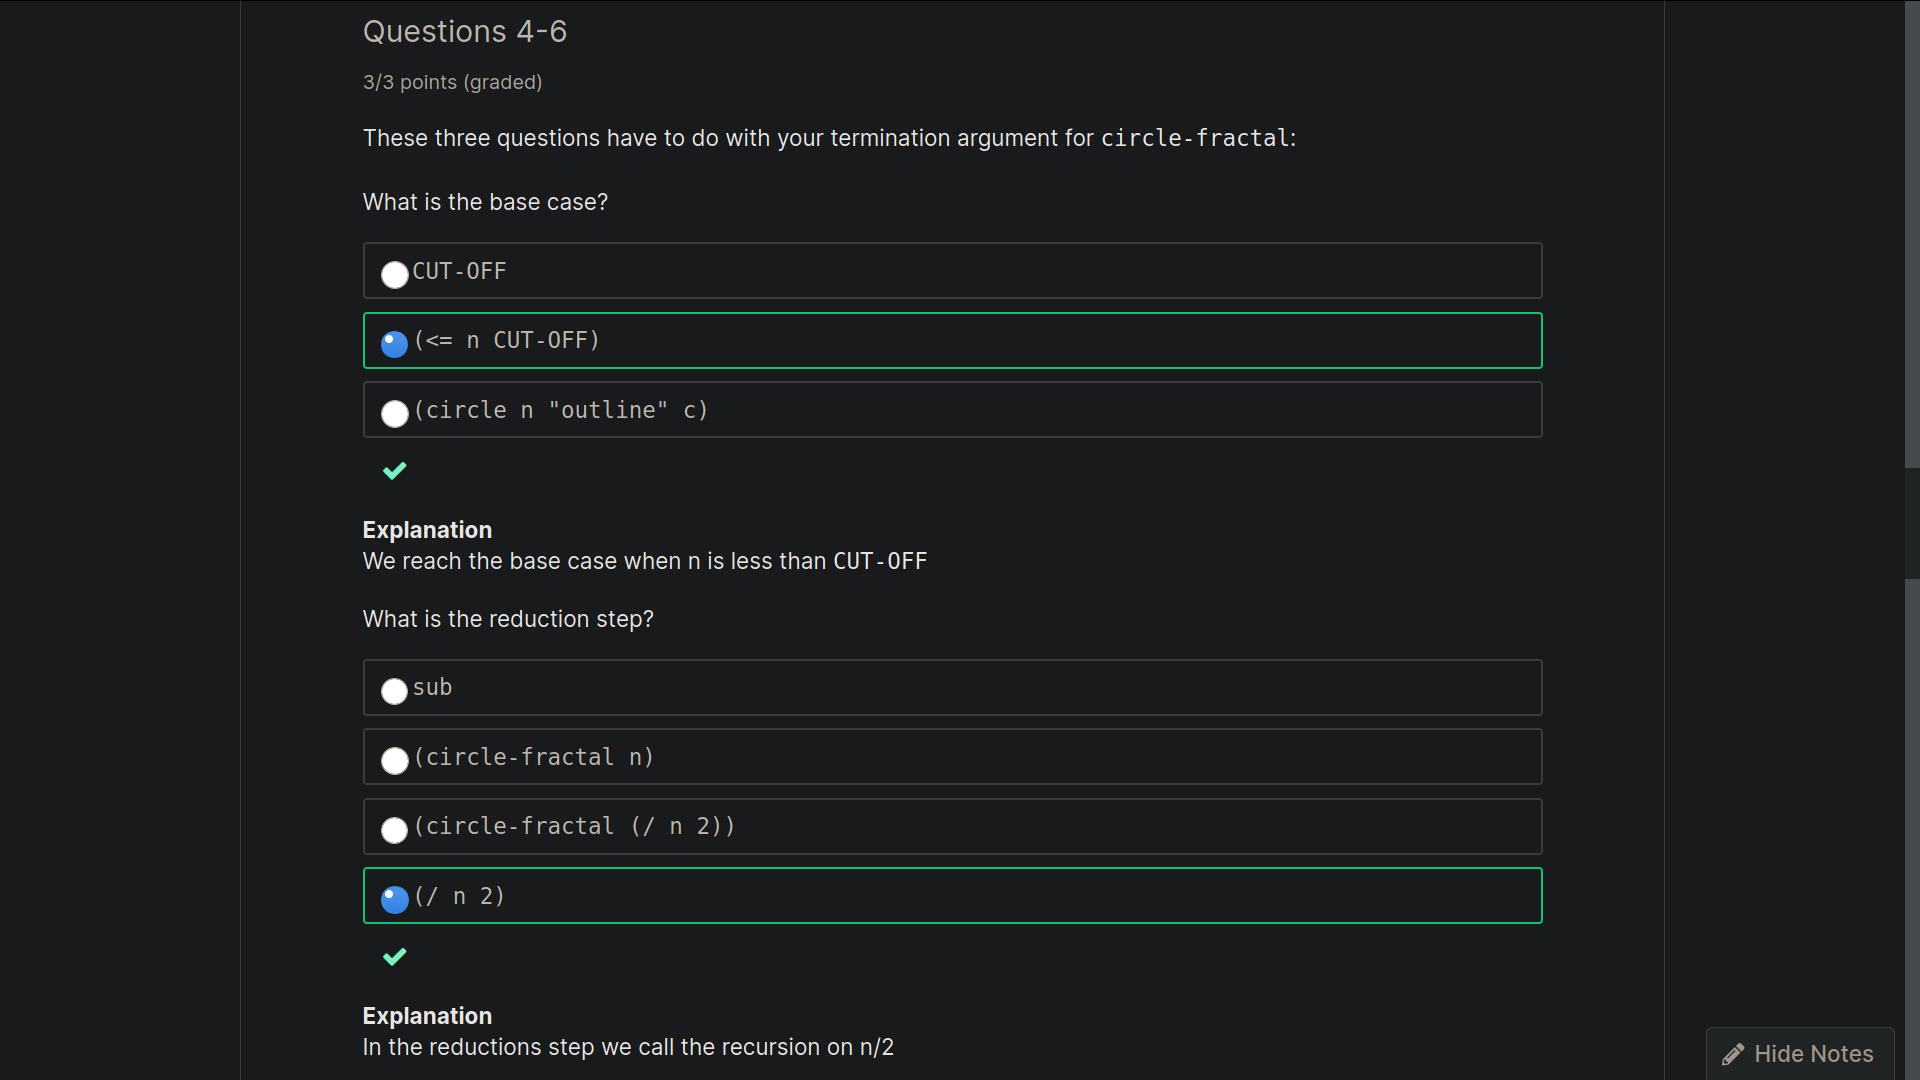 Questions 4-6
3/3 points (graded)
These three questions have to do with your termination argument for circle-fractal:
What is the base case?
CUT-OFF
(<= n CUT-OFF)
(circle n "outline" c)
Explanation
We reach the base case when n is less than CUT-OFF
What is the reduction step?
sub
(circle-fractal n)
(circle-fractal (/ n 2))
(/ n 2)
Explanation
In the reductions step we call the recursion on n/2
Hide Notes